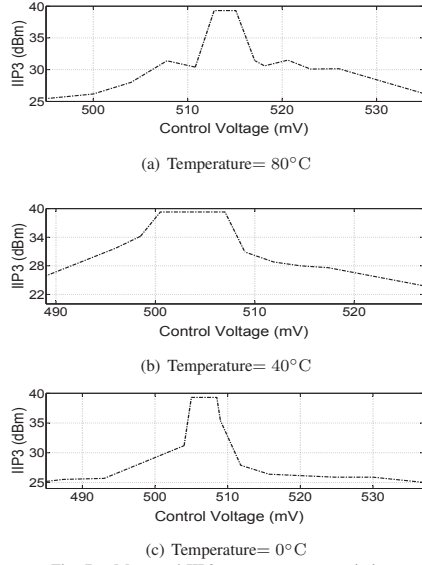 40
35
30
25
IIP3 (dBm)
500 510 520 530
Control Voltage (mV)
(a) Temperature= 80°C
40
34
28
22
IIP3 (dBm)
490 500 510 520
Control Voltage (mV)
(b) Temperature= 40°C
40
35
30
25
IIP3 (dBm)
490 500 510 520 530
Control Voltage (mV)
(c) Temperature= 0°C